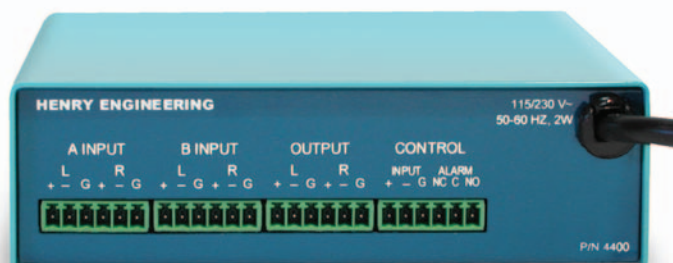 HENRY ENGINEERING
115/230 V~
50-60 HZ, 2W
A INPUT B INPUT OUTPUT CONTROL
L R L R L R INPUT ALARM
+ – G + – G + – G + – G + – G + – G + – G NC C NO
P/N 4400